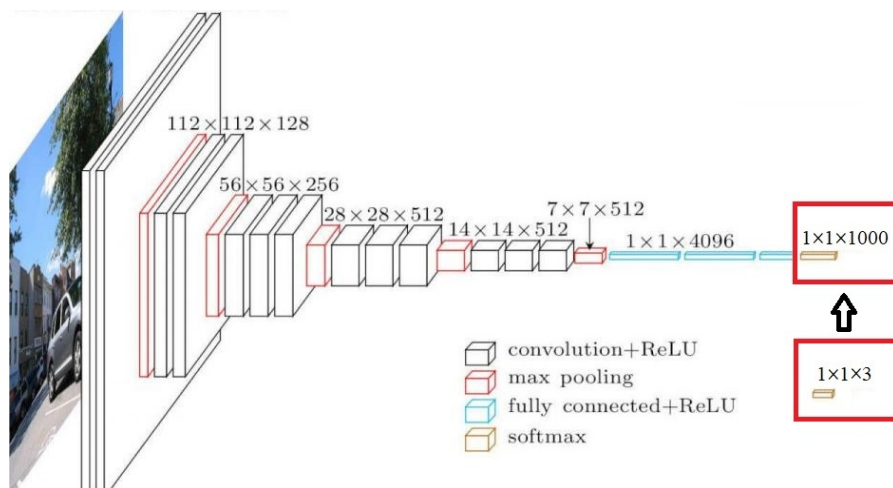 112×112×128
56×56×256
28×28×512
14×14×512
7×7×512
1×1×4096
1×1×1000
1×1×3
convolution+ReLU
max pooling
fully connected+ReLU
softmax